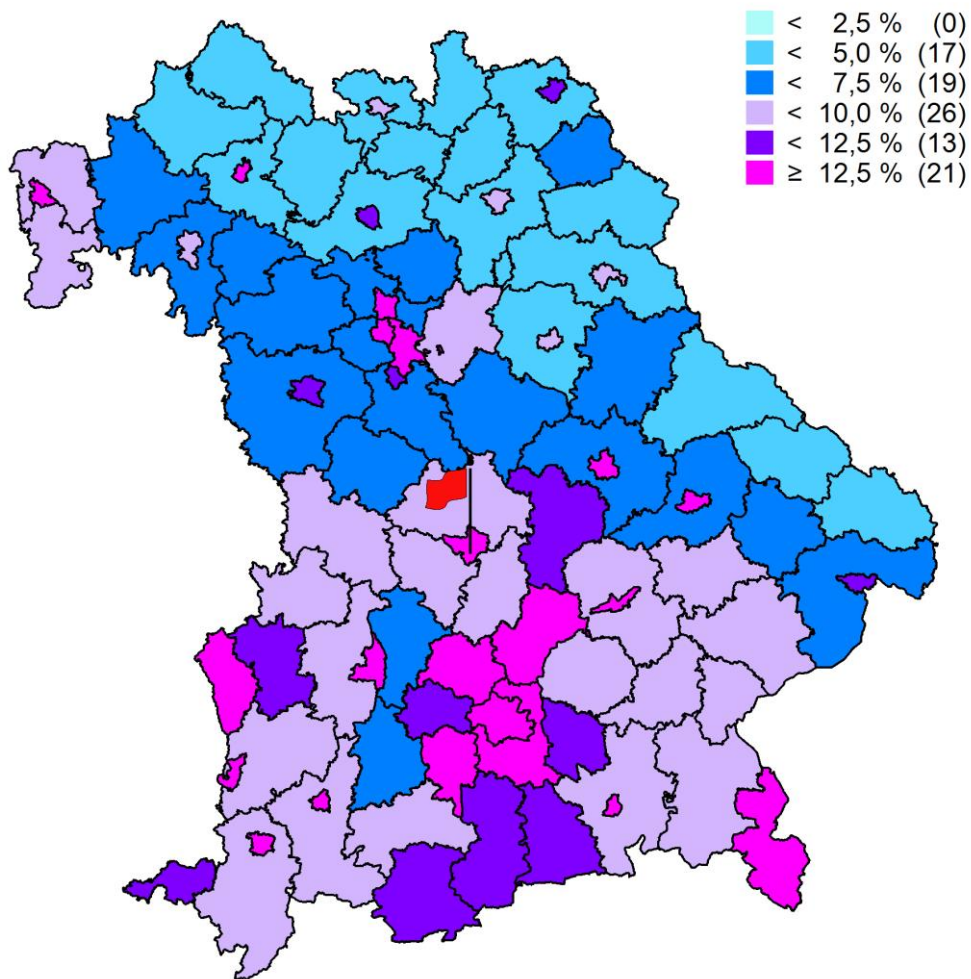 < 2,5 % (0)
< 5,0 % (17)
< 7,5 % (19)
< 10,0 % (26)
< 12,5 % (13)
≥ 12,5 % (21)